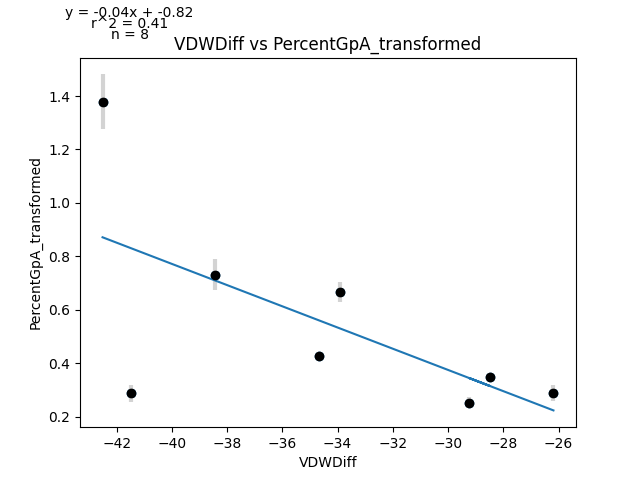 y = -0.04x + -0.82
r^2 = 0.41
n = 8
VDWDiff vs PercentGpA_transformed
PercentGpA_transformed
1.4
1.2
1.0
0.8
0.6
0.4
0.2
−42 −40 −38 −36 −34 −32 −30 −28 −26
VDWDiff